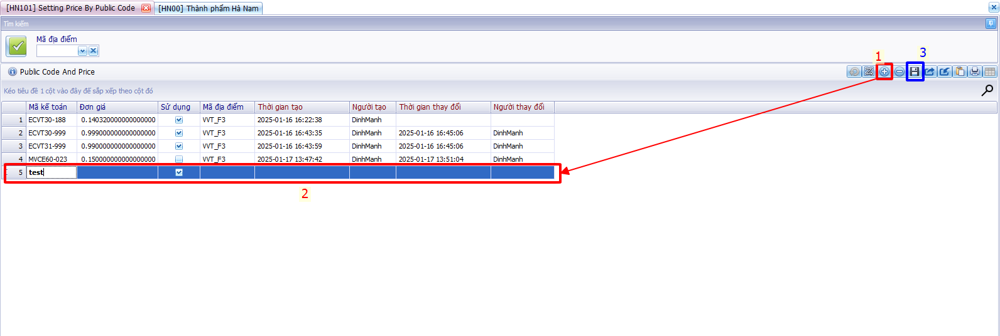 [HN101] Setting Price By Public Code [HN00] Thành phẩm Hà Nam
Tìm kiếm
Mã địa điểm
1 3
Public Code And Price
Kéo tiêu đề 1 cột vào đây để sắp xếp theo cột đó
Mã kế toán Đơn giá Sử dụng Mã địa điểm Thời gian tạo Người tạo Thời gian thay đổi Người thay đổi
1 ECVT30-188 0.140320000000000000 VVT_F3 2025-01-16 16:22:38 DinhManh
2 ECVT30-999 0.999000000000000000 VVT_F3 2025-01-16 16:43:35 DinhManh 2025-01-16 16:45:06 DinhManh
3 ECVT31-999 0.990000000000000000 VVT_F3 2025-01-16 16:43:59 DinhManh 2025-01-16 16:45:06 DinhManh
4 MVCE60-023 0.150000000000000000 VVT_F3 2025-01-17 13:47:42 DinhManh 2025-01-17 13:51:04 DinhManh
5 test
2